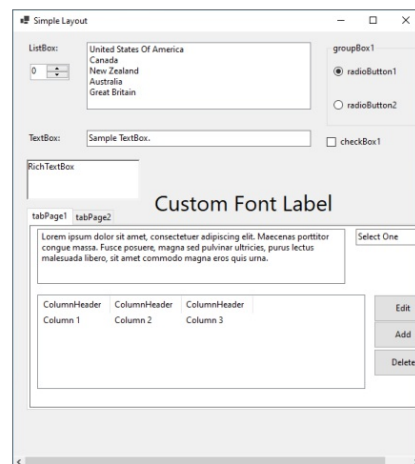 Simple Layout
ListBox:
0
United States Of America
Canada
New Zealand
Australia
Great Britain
groupBox1
radioButton1
radioButton2
TextBox:
Sample TextBox.
checkBox1
RichTextBox
Custom Font Label
tabPage1 tabPage2
Lorem ipsum dolor sit amet, consectetuer adipiscing elit. Maecenas porttitor
congue massa. Fusce posuere, magna sed pulvinar ultricies, purus lectus
malesuada libero, sit amet commodo magna eros quis urna.
Select One
ColumnHeader ColumnHeader ColumnHeader
Column 1 Column 2 Column 3
Edit
Add
Delete